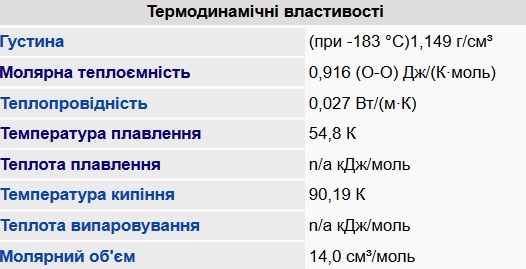 Термодинамічні властивості
Густина (при -183 °C)1,149 г/см³
Молярна теплоємність 0,916 (O-O) Дж/(К·моль)
Теплопровідність 0,027 Вт/(м·К)
Температура плавлення 54,8 К
Теплота плавлення n/a кДж/моль
Температура кипіння 90,19 К
Теплота випаровування n/a кДж/моль
Молярний об'єм 14,0 см³/моль